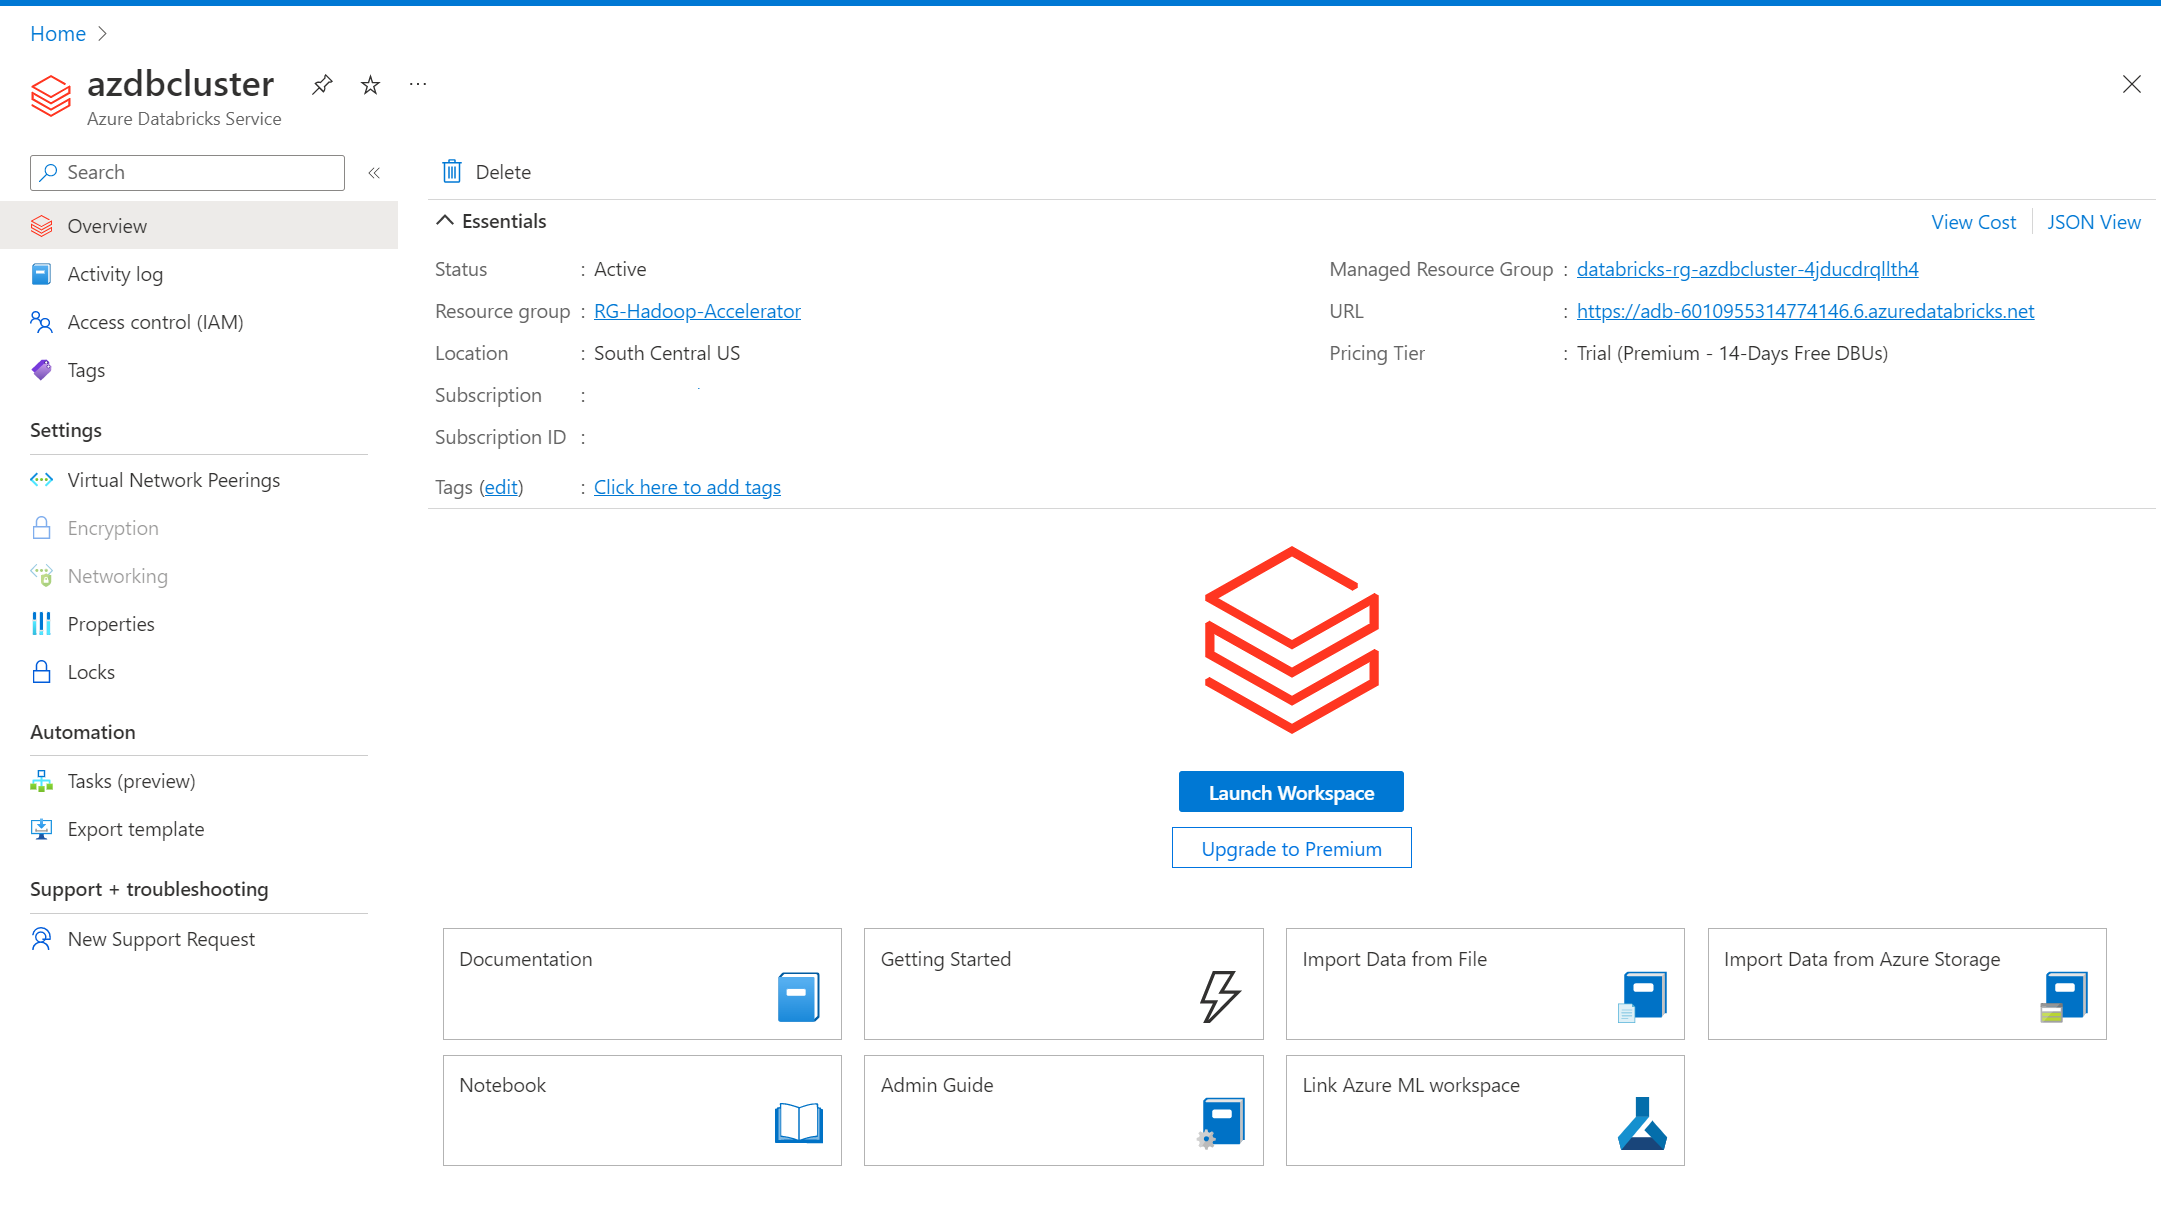 Home
azdbcluster
Azure Databricks Service
Search
«
Delete
Overview
Activity log
Access control (IAM)
Tags
Settings
Virtual Network Peerings
Encryption
Networking
Properties
Locks
Automation
Tasks (preview)
Export template
Support + troubleshooting
New Support Request
Essentials
View Cost
JSON View
Status : Active
Resource group : RG-Hadoop-Accelerator
Location : South Central US
Subscription :
Subscription ID :
Tags (edit) : Click here to add tags
Managed Resource Group : databricks-rg-azdbcluster-4jducdrqllth4
URL : https://adb-6010955314774146.6.azuredatabricks.net
Pricing Tier : Trial (Premium - 14-Days Free DBUs)
Launch Workspace
Upgrade to Premium
Documentation
Getting Started
Import Data from File
Import Data from Azure Storage
Notebook
Admin Guide
Link Azure ML workspace